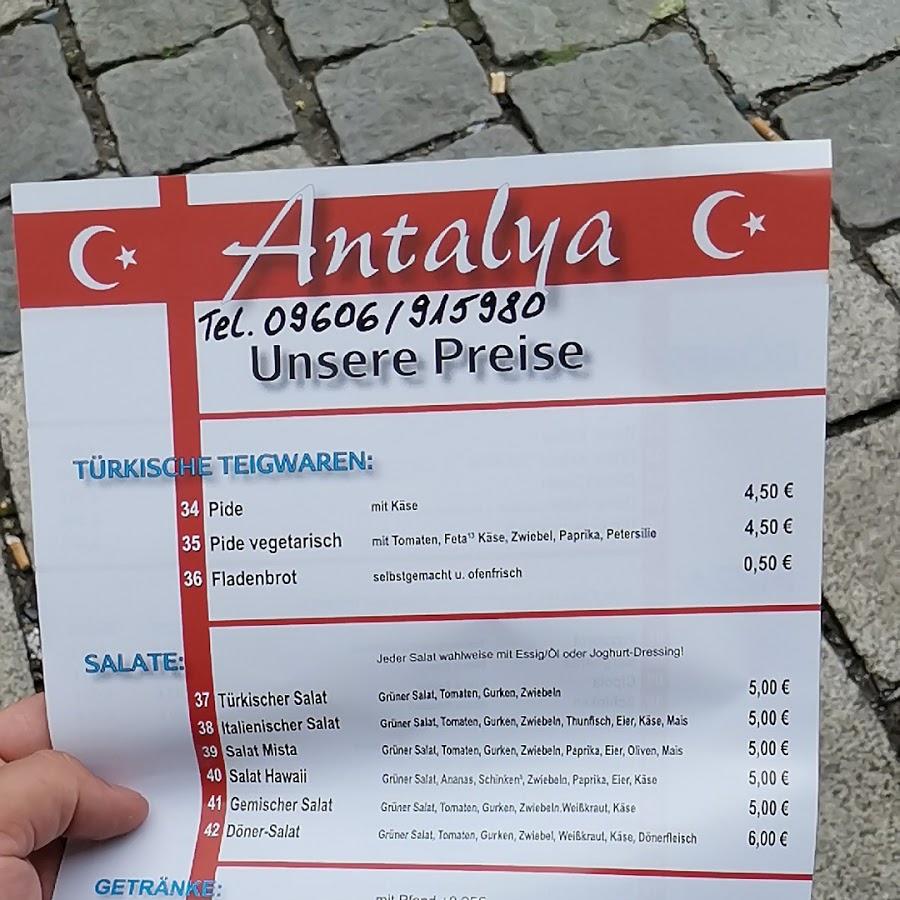 Antalya
Tel. 09606/915980
Unsere Preise
TÜRKISCHE TEIGWAREN:
34 Pide mit Käse 4,50 €
35 Pide vegetarisch mit Tomaten, Feta¹³ Käse, Zwiebel, Paprika, Petersilie 4,50 €
36 Fladenbrot selbstgemacht u. ofenfrisch 0,50 €
SALATE: Jeder Salat wahlweise mit Essig/Öl oder Joghurt-Dressing!
37 Türkischer Salat Grüner Salat, Tomaten, Gurken, Zwiebeln 5,00 €
38 Italienischer Salat Grüner Salat, Tomaten, Gurken, Zwiebeln, Thunfisch, Eier, Käse, Mais 5,00 €
39 Salat Mista Grüner Salat, Tomaten, Gurken, Zwiebeln, Paprika, Eier, Oliven, Mais 5,00 €
40 Salat Hawaii Grüner Salat, Ananas, Schinken³, Zwiebeln, Paprika, Eier, Käse 5,00 €
41 Gemischer Salat Grüner Salat, Tomaten, Gurken, Zwiebeln,Weißkraut, Käse 5,00 €
42 Döner-Salat Grüner Salat, Tomaten, Gurken, Zwiebel, Weißkraut, Käse, Dönerfleisch 6,00 €
GETRÄNKE: mit Pfand